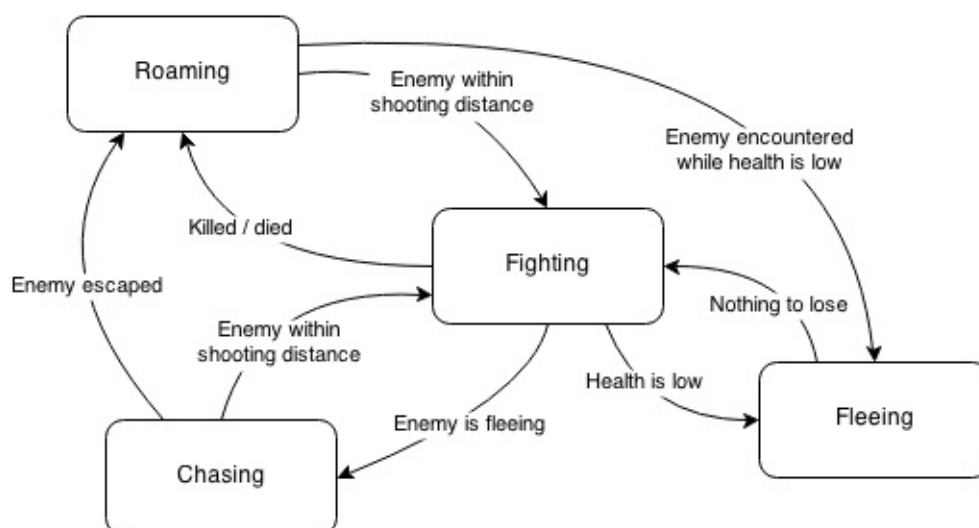 Roaming
Enemy within
shooting distance
Enemy encountered
while health is low
Killed / died
Fighting
Enemy escaped
Nothing to lose
Enemy within
shooting distance
Health is low
Enemy is fleeing
Fleeing
Chasing